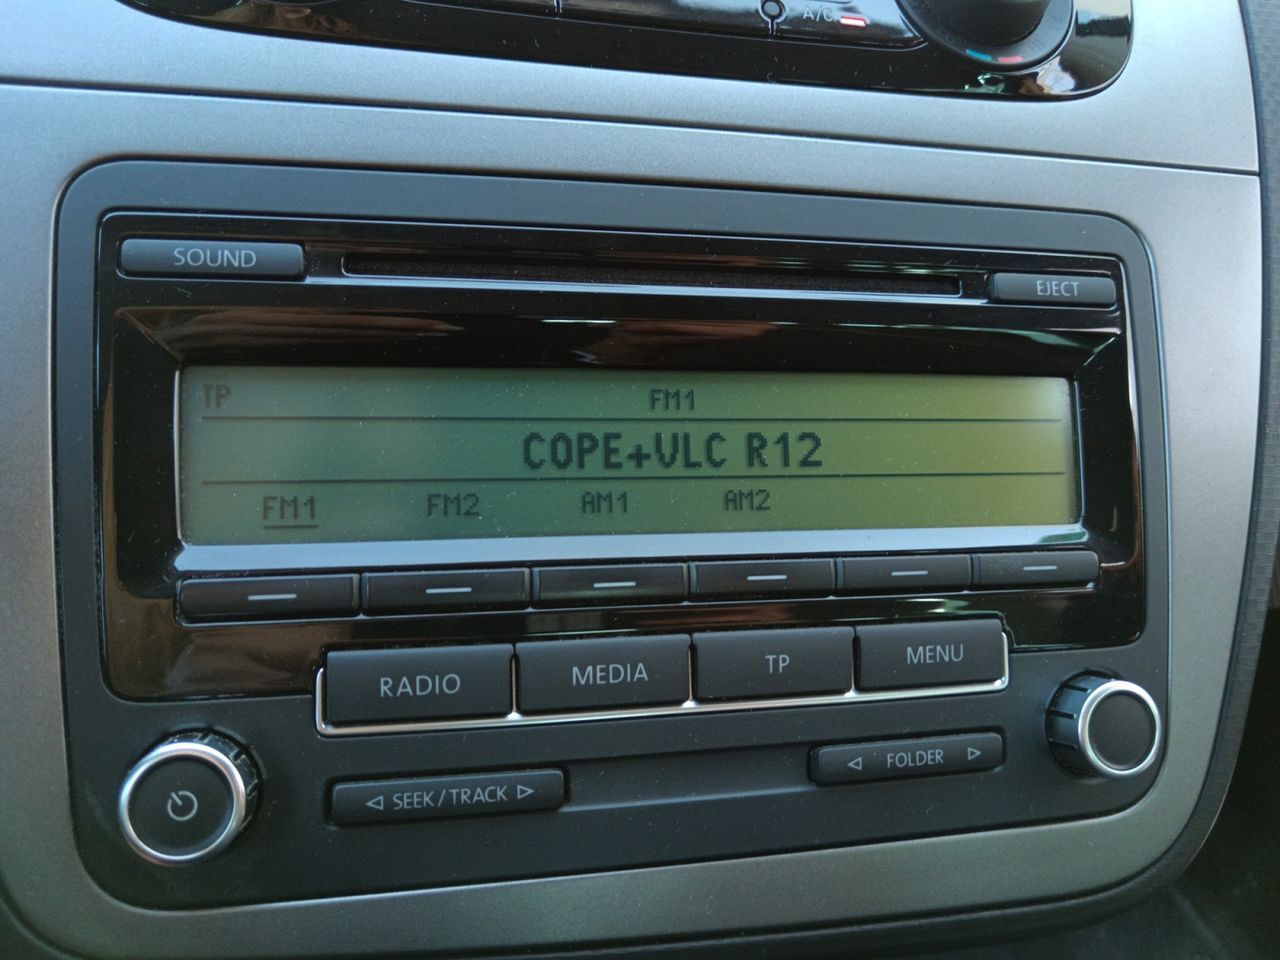 A/C
SOUND
EJECT
TP FM1
COPE+VLC R12
FM1 FM2 AM1 AM2
RADIO MEDIA TP MENU
SEEK/TRACK FOLDER